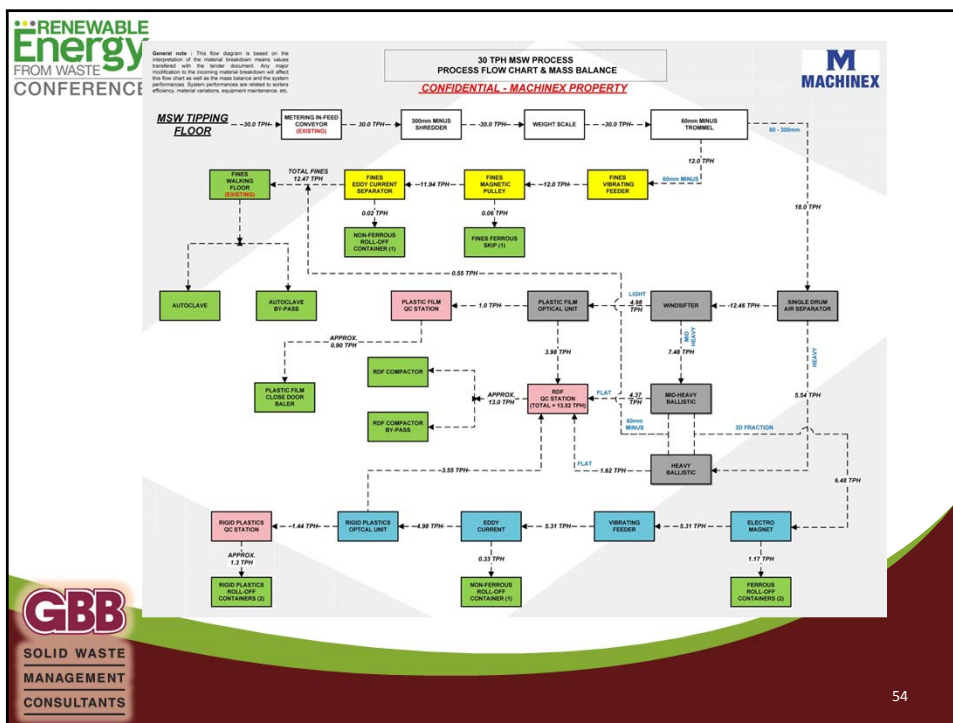 RENEWABLE
Energy
FROM WASTE
CONFERENCE
General note : This flow diagram is based on the
interpretation of the material breakdown means values
transfered with the tender document. Any major
modification to the incoming material breakdown will affect
this flow chart as well as the mass balance and the system
performances. System performances are related to sorters
efficiency, material variations, equipment maintenance, etc.
30 TPH MSW PROCESS
PROCESS FLOW CHART & MASS BALANCE
CONFIDENTIAL - MACHINEX PROPERTY
M
MACHINEX
MSW TIPPING
FLOOR
30.0 TPH
METERING IN-FEED
CONVEYOR
(EXISTING)
30.0 TPH
300mm MINUS
SHREDDER
30.0 TPH
WEIGHT SCALE
30.0 TPH
60mm MINUS
TROMMEL
60 - 300mm
12.0 TPH
FINES
WALKING
FLOOR
(EXISTING)
TOTAL FINES
12.47 TPH
FINES
EDDY CURRENT
SEPARATOR
11.94 TPH
FINES
MAGNETIC
PULLEY
12.0 TPH
FINES
VIBRATING
FEEDER
60mm MINUS
18.0 TPH
0.02 TPH
0.06 TPH
NON-FERROUS
ROLL-OFF
CONTAINER (1)
FINES FERROUS
SKIP (1)
0.55 TPH
AUTOCLAVE
AUTOCLAVE
BY-PASS
PLASTIC FILM
QC STATION
1.0 TPH
PLASTIC FILM
OPTICAL UNIT
LIGHT
4.98
TPH
WINDSIFTER
12.46 TPH
SINGLE DRUM
AIR SEPARATOR
APPROX.
0.90 TPH
3.98 TPH
MID
HEAVY
7.48 TPH
HEAVY
PLASTIC FILM
CLOSE DOOR
BALER
RDF COMPACTOR
RDF COMPACTOR
BY-PASS
APPROX.
13.0 TPH
RDF
QC STATION
(TOTAL = 13.52 TPH)
FLAT
4.37
TPH
MID-HEAVY
BALLISTIC
5.54 TPH
60mm
MINUS
3D FRACTION
3.55 TPH
FLAT
1.62 TPH
HEAVY
BALLISTIC
6.48 TPH
RIGID PLASTICS
QC STATION
1.44 TPH
RIGID PLASTICS
OPTCAL UNIT
4.98 TPH
EDDY
CURRENT
5.31 TPH
VIBRATING
FEEDER
5.31 TPH
ELECTRO
MAGNET
APPROX.
1.3 TPH
0.33 TPH
1.17 TPH
RIGID PLASTICS
ROLL-OFF
CONTAINERS (2)
NON-FERROUS
ROLL-OFF
CONTAINER (1)
FERROUS
ROLL-OFF
CONTAINERS (2)
GBB
SOLID WASTE
MANAGEMENT
CONSULTANTS
54